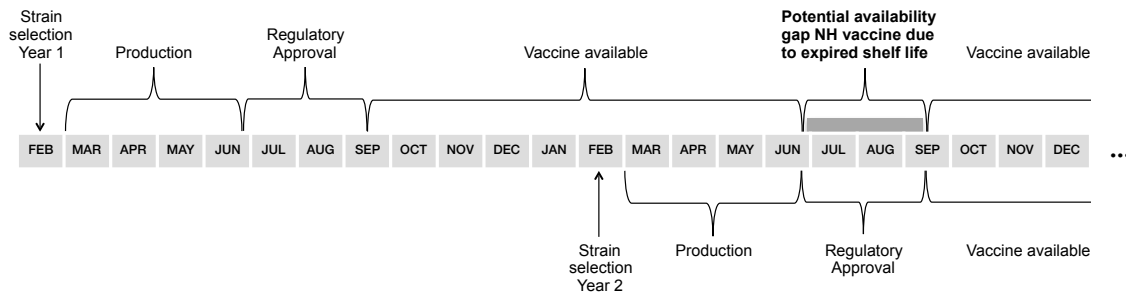 Strain
selection
Year 1
Production
Regulatory
Approval
Vaccine available
Potential availability
gap NH vaccine due
to expired shelf life
Vaccine available
FEB MAR APR MAY JUN JUL AUG SEP OCT NOV DEC JAN FEB MAR APR MAY JUN JUL AUG SEP OCT NOV DEC ...
Strain
selection
Year 2
Production
Regulatory
Approval
Vaccine available